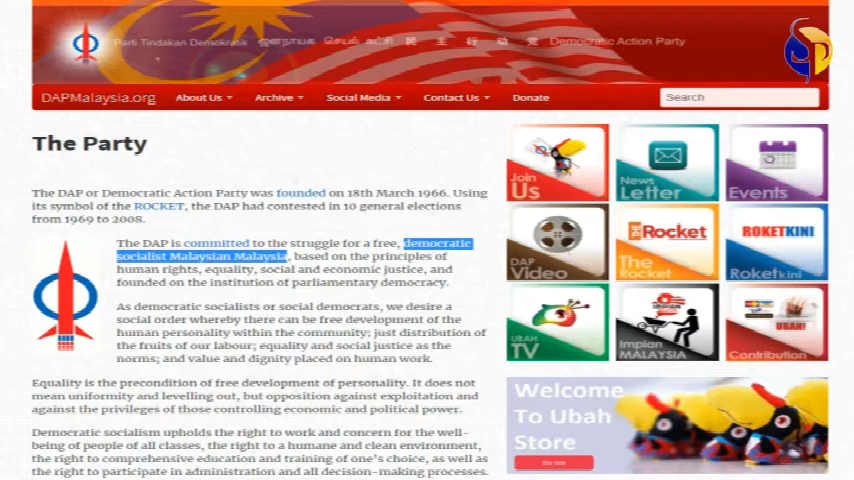 Parti Tindakan Demokratik ஜனநாயக செயல் கட்சி 民 主 行 动 党 Democratic Action Party
DAPMalaysia.org About Us Archive Social Media Contact Us Donate Search
The Party
The DAP or Democratic Action Party was founded on 18th March 1966. Using
its symbol of the ROCKET, the DAP had contested in 10 general elections
from 1969 to 2008.
The DAP is committed to the struggle for a free, democratic
socialist Malaysian Malaysia, based on the principles of
human rights, equality, social and economic justice, and
founded on the institution of parliamentary democracy.
As democratic socialists or social democrats, we desire a
social order whereby there can be free development of the
human personality within the community; just distribution of
the fruits of our labour; equality and social justice as the
norms; and value and dignity placed on human work.
Equality is the precondition of free development of personality. It does not
mean uniformity and levelling out, but opposition against exploitation and
against the privileges of those controlling economic and political power.
Democratic socialism upholds the right to work and concern for the well-
being of people of all classes, the right to a humane and clean environment,
the right to comprehensive education and training of one's choice, as well as
the right to participate in administration and all decision-making processes.
Join
Us
News
Letter
Events
DAP
Video
THE Rocket
The
Rocket
ROKETKINI
Roketkini
UBAH
TV
IMPIAN
Impian
MALAYSIA
UBAH!
Contribution
Welcome
To Ubah
Store